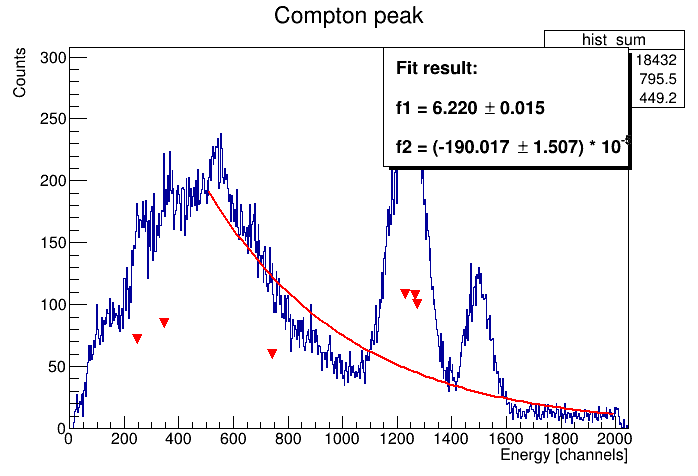 Compton peak
hist_sum
18432
795.5
449.2
Fit result:
f1 = 6.220 ± 0.015
f2 = (-190.017 ± 1.507) * 10^-5
Counts
300
250
200
150
100
50
0
0 200 400 600 800 1000 1200 1400 1600 1800 2000
Energy [channels]